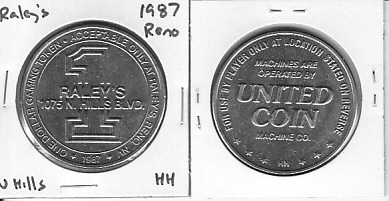 Raley's
1987
Reno
ONE DOLLAR GAMING TOKEN • ACCEPTABLE ONLY AT RALEY'S RENO, NV
1
RALEY'S
1075 N. HILLS BLVD.
1987
N Hills
HH
FOR USE BY PLAYER ONLY AT LOCATION STATED ON REVERSE
MACHINES ARE
OPERATED BY
UNITED
COIN
MACHINE CO.
HH